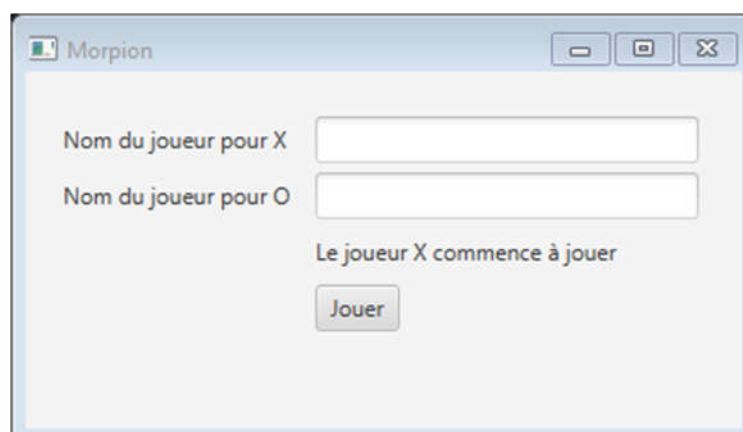 Morpion
Nom du joueur pour X
Nom du joueur pour O
Le joueur X commence à jouer
Jouer